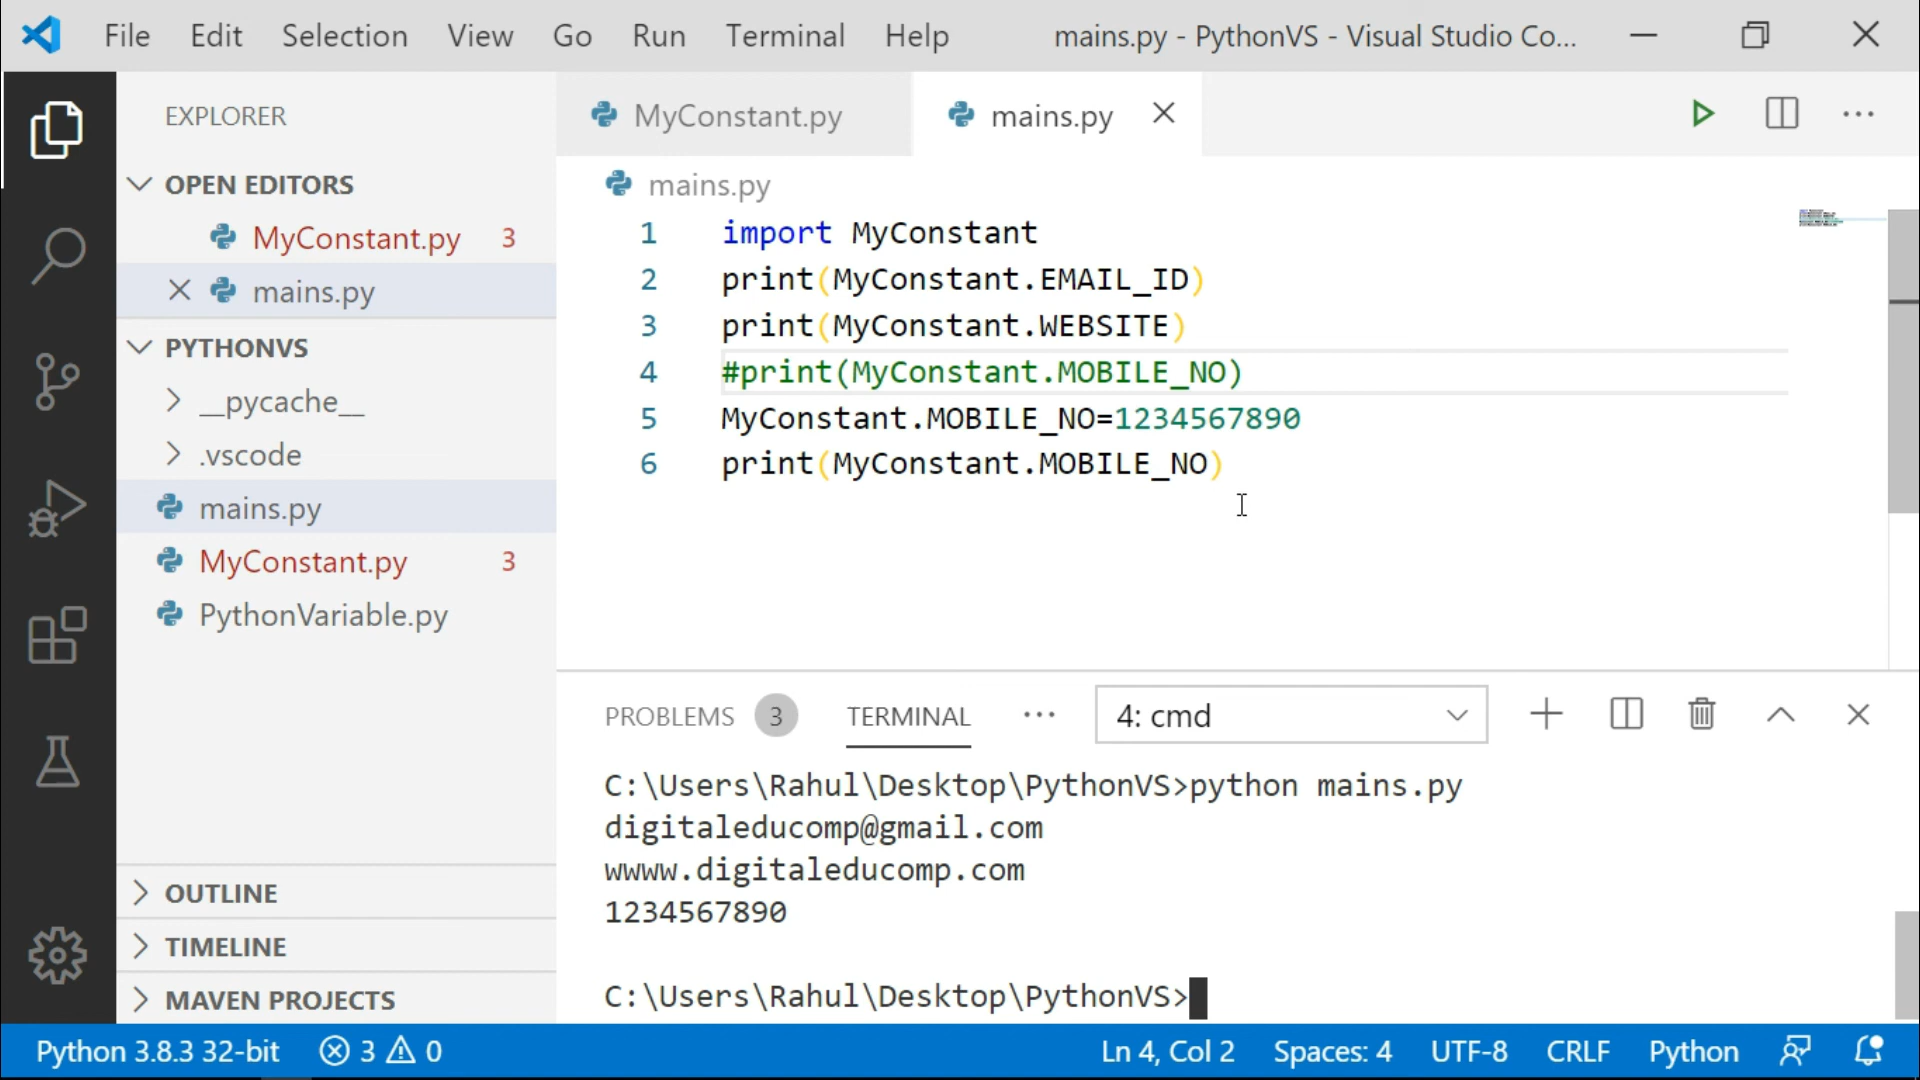 File Edit Selection View Go Run Terminal Help mains.py - PythonVS - Visual Studio Co...
EXPLORER
OPEN EDITORS
MyConstant.py 3
mains.py
PYTHONVS
__pycache__
.vscode
mains.py
MyConstant.py 3
PythonVariable.py
OUTLINE
TIMELINE
MAVEN PROJECTS
MyConstant.py mains.py
mains.py
1 import MyConstant
2 print(MyConstant.EMAIL_ID)
3 print(MyConstant.WEBSITE)
4 #print(MyConstant.MOBILE_NO)
5 MyConstant.MOBILE_NO=1234567890
6 print(MyConstant.MOBILE_NO)
PROBLEMS 3 TERMINAL ... 4: cmd
C:\Users\Rahul\Desktop\PythonVS>python mains.py
digitaleducomp@gmail.com
wwww.digitaleducomp.com
1234567890
C:\Users\Rahul\Desktop\PythonVS>
Python 3.8.3 32-bit 3 0 Ln 4, Col 2 Spaces: 4 UTF-8 CRLF Python